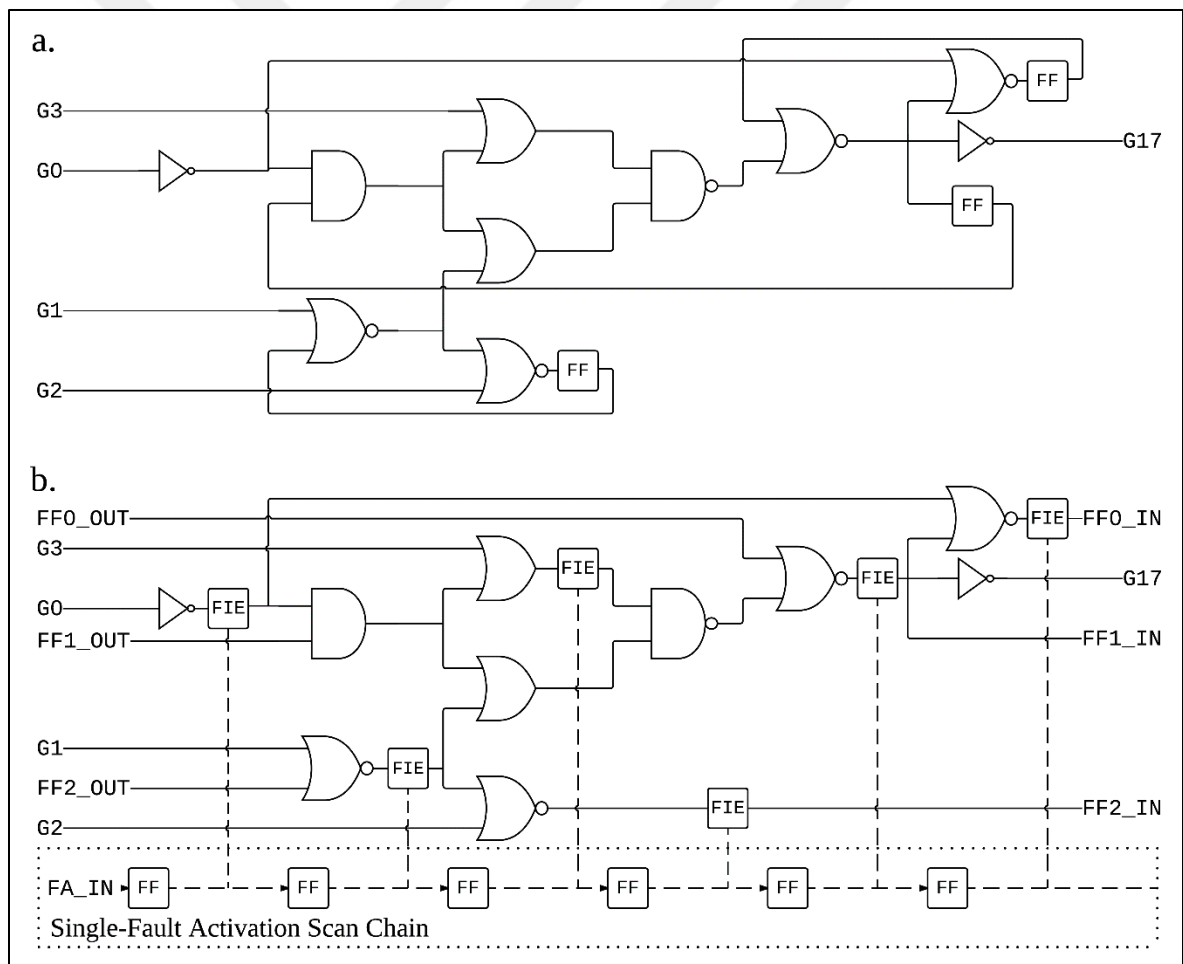 a.
FF
G3
G17
G0
FF
G1
FF
G2
b.
FF0_OUT
FIE
FF0_IN
G3
FIE
FIE
G17
G0
FIE
FF1_OUT
FF1_IN
G1
FIE
FF2_OUT
FIE
FF2_IN
G2
FA_IN
FF
FF
FF
FF
FF
FF
Single-Fault Activation Scan Chain